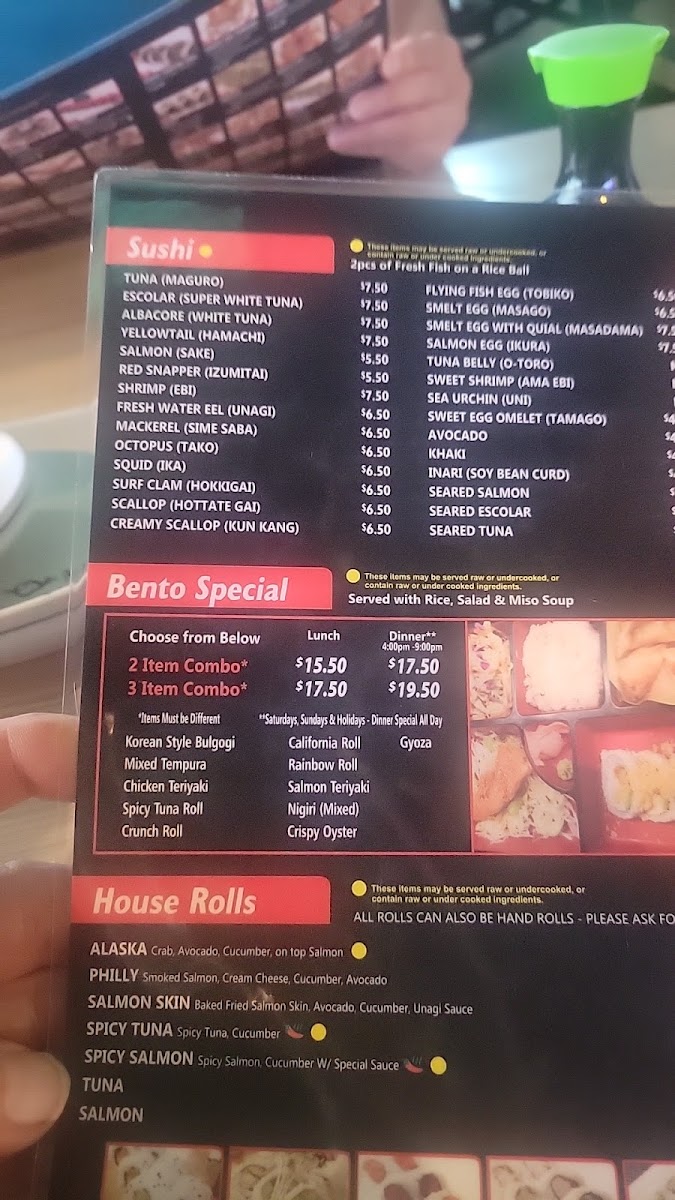 Sushi
These items may be served raw or undercooked, or
contain raw or under cooked ingredients.
2pcs of Fresh Fish on a Rice Ball
TUNA (MAGURO) $7.50
ESCOLAR (SUPER WHITE TUNA) $7.50
ALBACORE (WHITE TUNA) $7.50
YELLOWTAIL (HAMACHI) $7.50
SALMON (SAKE) $5.50
RED SNAPPER (IZUMITAI) $5.50
SHRIMP (EBI) $7.50
FRESH WATER EEL (UNAGI) $6.50
MACKEREL (SIME SABA) $6.50
OCTOPUS (TAKO) $6.50
SQUID (IKA) $6.50
SURF CLAM (HOKKIGAI) $6.50
SCALLOP (HOTTATE GAI) $6.50
CREAMY SCALLOP (KUN KANG) $6.50
FLYING FISH EGG (TOBIKO) $6.5
SMELT EGG (MASAGO) $6.5
SMELT EGG WITH QUIAL (MASADAMA) $7.5
SALMON EGG (IKURA) $7.
TUNA BELLY (O-TORO)
SWEET SHRIMP (AMA EBI)
SEA URCHIN (UNI)
SWEET EGG OMELET (TAMAGO) $4
AVOCADO $4
KHAKI
INARI (SOY BEAN CURD)
SEARED SALMON
SEARED ESCOLAR
SEARED TUNA
Bento Special
These items may be served raw or undercooked, or
contain raw or under cooked ingredients.
Served with Rice, Salad & Miso Soup
Choose from Below Lunch Dinner**
4:00pm -9:00pm
2 Item Combo* $15.50 $17.50
3 Item Combo* $17.50 $19.50
*Items Must be Different **Saturdays, Sundays & Holidays - Dinner Special All Day
Korean Style Bulgogi California Roll Gyoza
Mixed Tempura Rainbow Roll
Chicken Teriyaki Salmon Teriyaki
Spicy Tuna Roll Nigiri (Mixed)
Crunch Roll Crispy Oyster
House Rolls
These items may be served raw or undercooked, or
contain raw or under cooked ingredients.
ALL ROLLS CAN ALSO BE HAND ROLLS - PLEASE ASK FO
ALASKA Crab, Avocado, Cucumber, on top Salmon
PHILLY Smoked Salmon, Cream Cheese, Cucumber, Avocado
SALMON SKIN Baked Fried Salmon Skin, Avocado, Cucumber, Unagi Sauce
SPICY TUNA Spicy Tuna, Cucumber
SPICY SALMON Spicy Salmon, Cucumber W/ Special Sauce
TUNA
SALMON